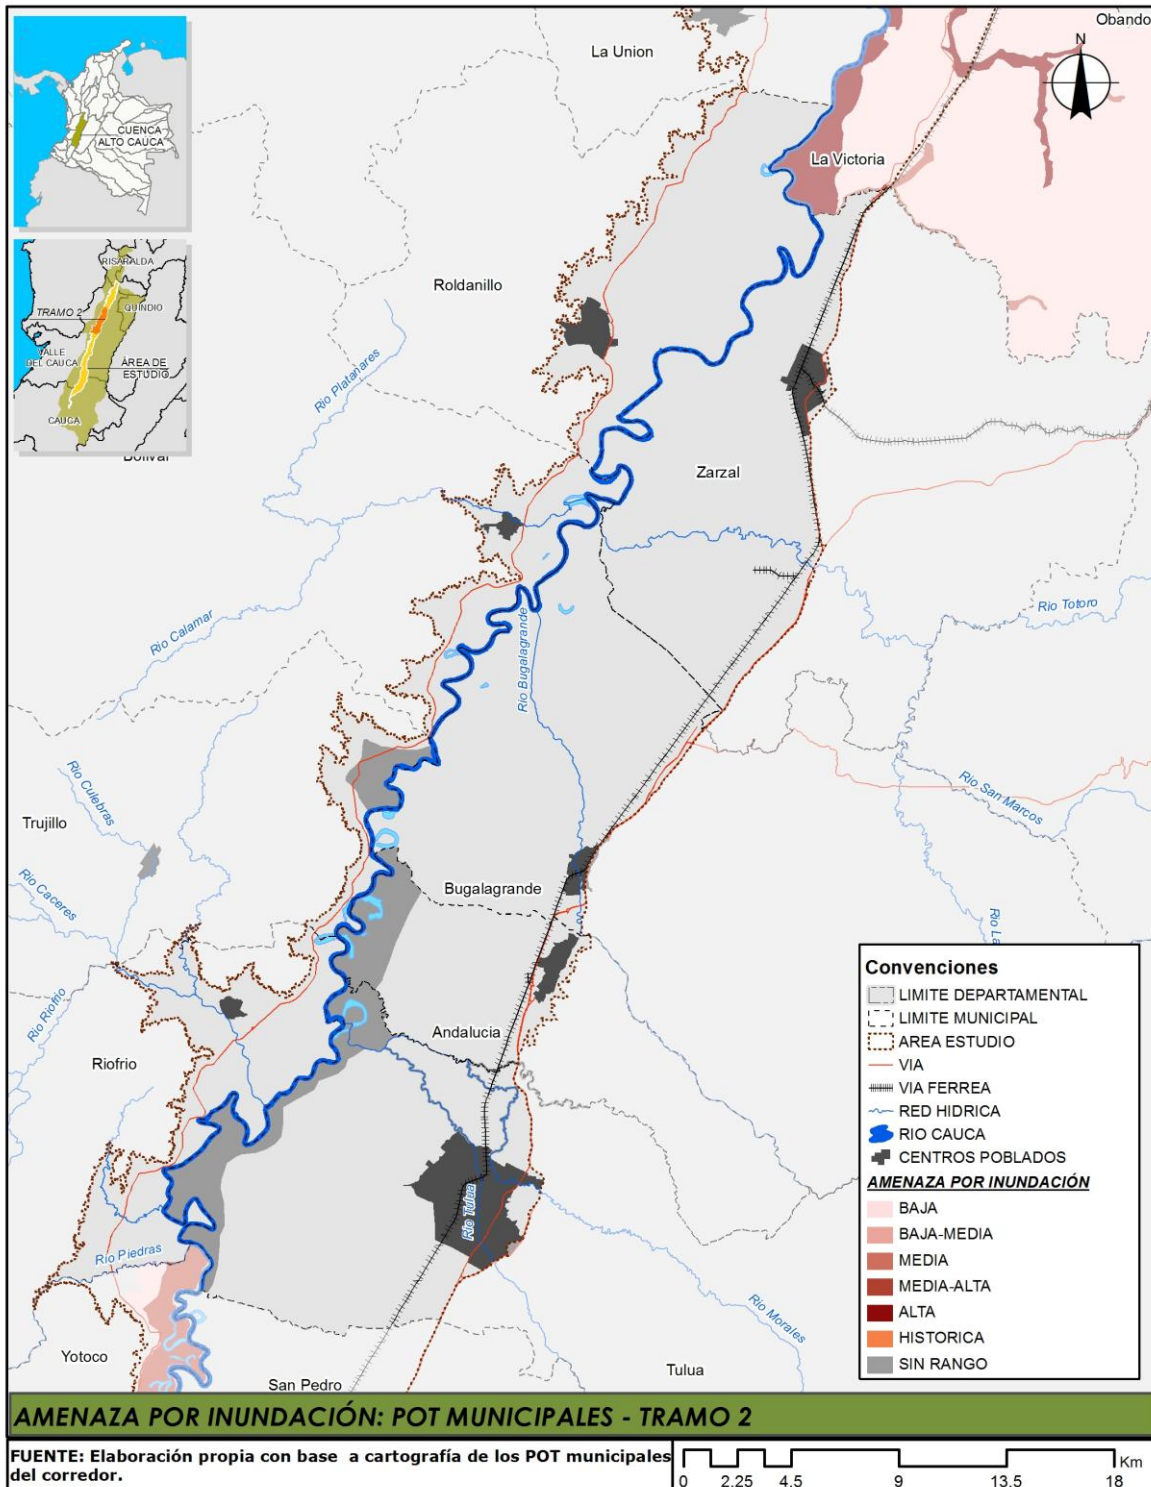 Obando
La Union
N
CUENCA
ALTO CAUCA
La Victoria
RISARALDA
Roldanillo
TRAMO 2
QUINDIO
VALLE
DEL CAUCA
ÁREA DE
ESTUDIO
CAUCA
Rio Platanares
Bolivar
Zarzal
Rio Calamar
Rio Totoro
Rio Bugalagrande
Rio Culebras
Rio San Marcos
Trujillo
Rio Caceres
Bugalagrande
Rio La
Rio Riofrio
Andalucia
Riofrio
Rio Tulua
Rio Piedras
Rio Morales
Yotoco
San Pedro
Tulua
Convenciones
LIMITE DEPARTAMENTAL
LIMITE MUNICIPAL
AREA ESTUDIO
VIA
VIA FERREA
RED HIDRICA
RIO CAUCA
CENTROS POBLADOS
AMENAZA POR INUNDACIÓN
BAJA
BAJA-MEDIA
MEDIA
MEDIA-ALTA
ALTA
HISTORICA
SIN RANGO
AMENAZA POR INUNDACIÓN: POT MUNICIPALES - TRAMO 2
FUENTE: Elaboración propia con base a cartografía de los POT municipales
del corredor.
Km
0 2.25 4.5 9 13.5 18